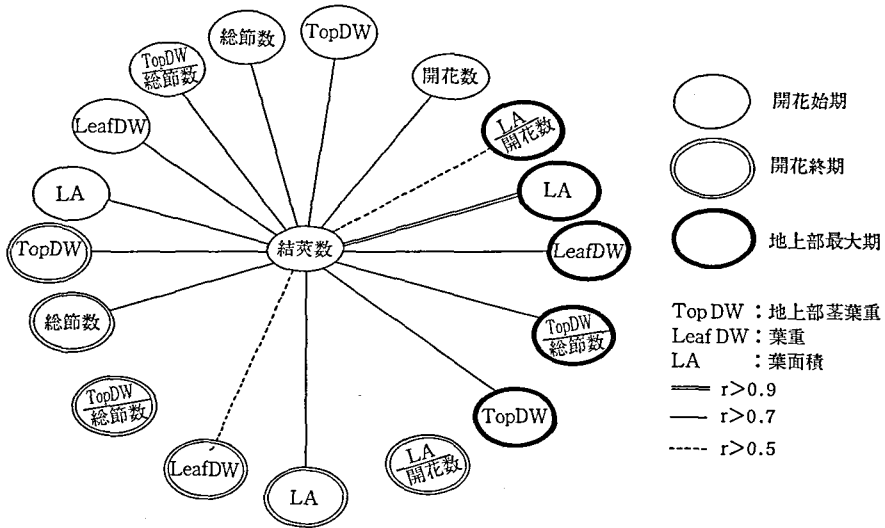 TopDW
総節数
TopDW
総節数
開花数
LeafDW
LA
開花数
LA
LA
TopDW
結莢数
LeafDW
総節数
TopDW
総節数
TopDW
総節数
TopDW
LeafDW
LA
LA
開花数
開花始期
開花終期
地上部最大期
Top DW :地上部茎葉重
Leaf DW :葉重
LA :葉面積
r>0.9
r>0.7
r>0.5